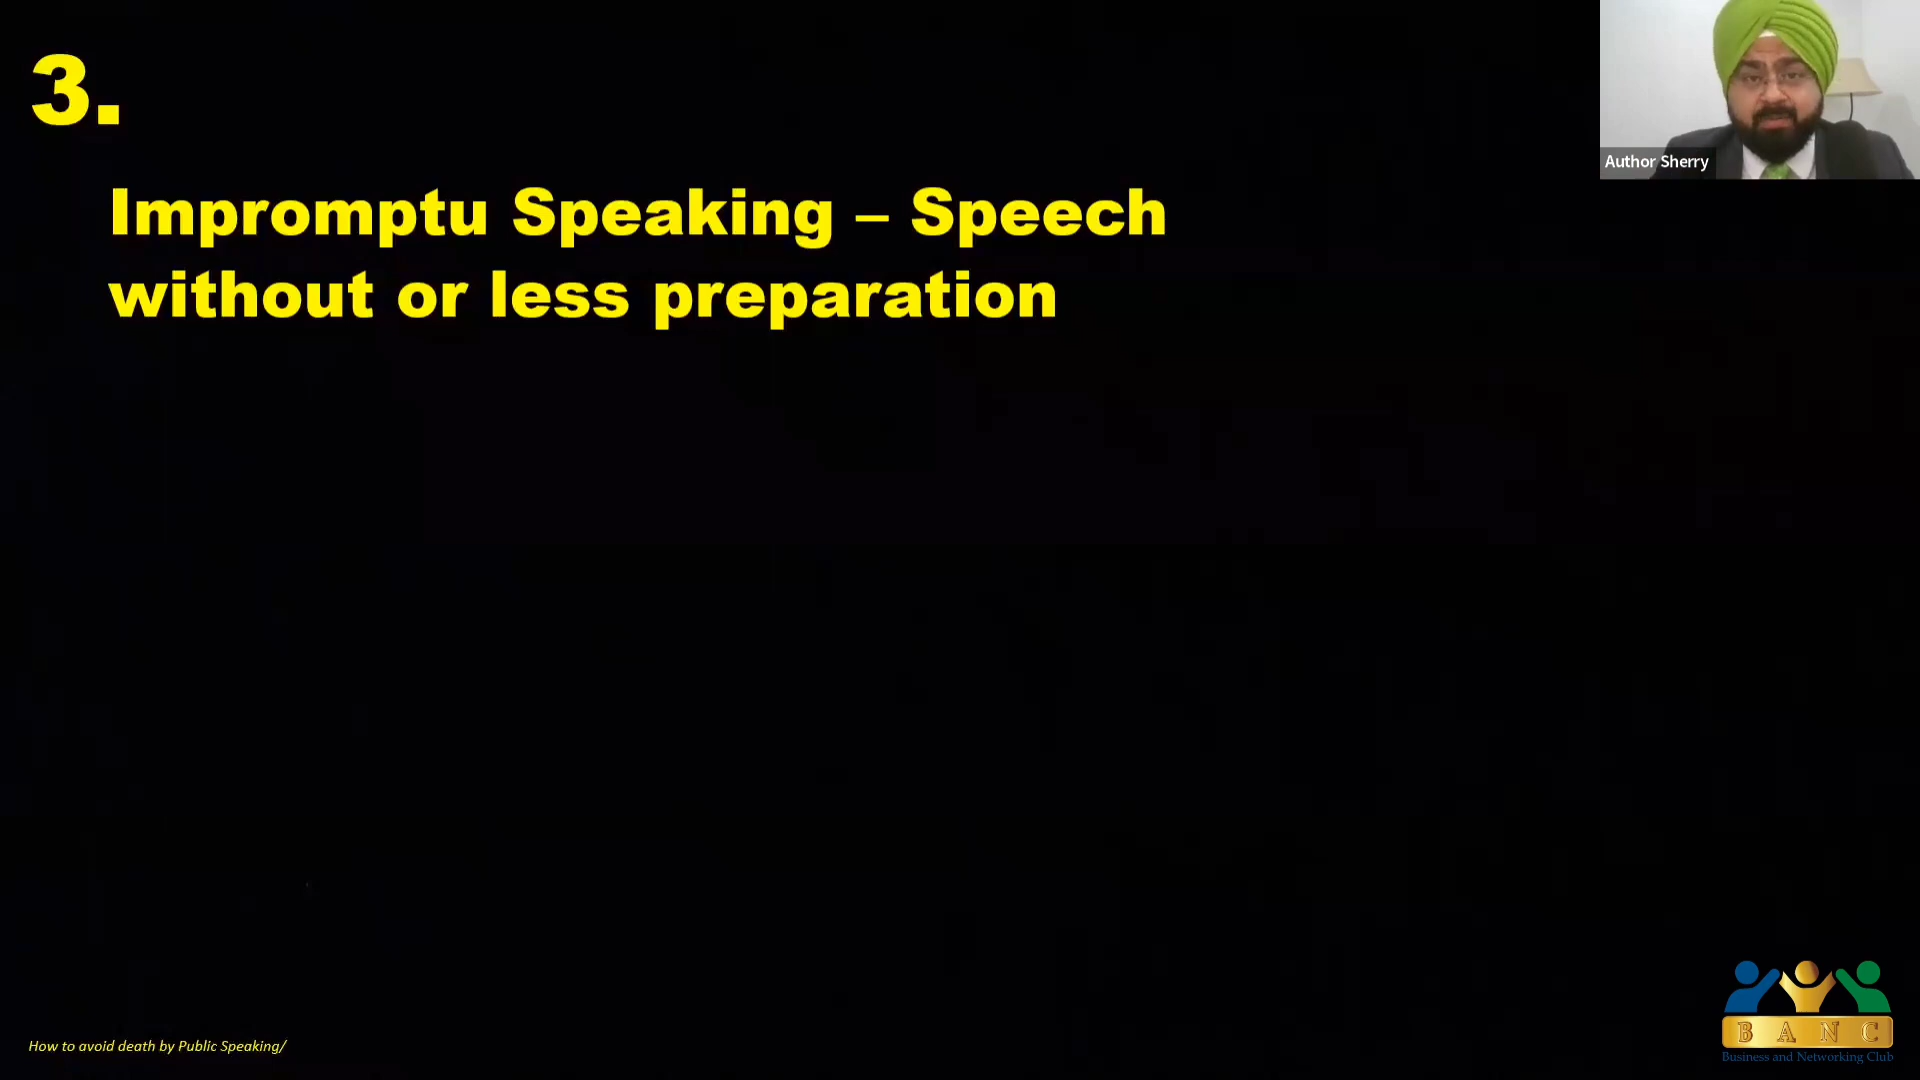 3.
Impromptu Speaking – Speech
without or less preparation
Author Sherry
How to avoid death by Public Speaking/
B A N C
Business and Networking Club